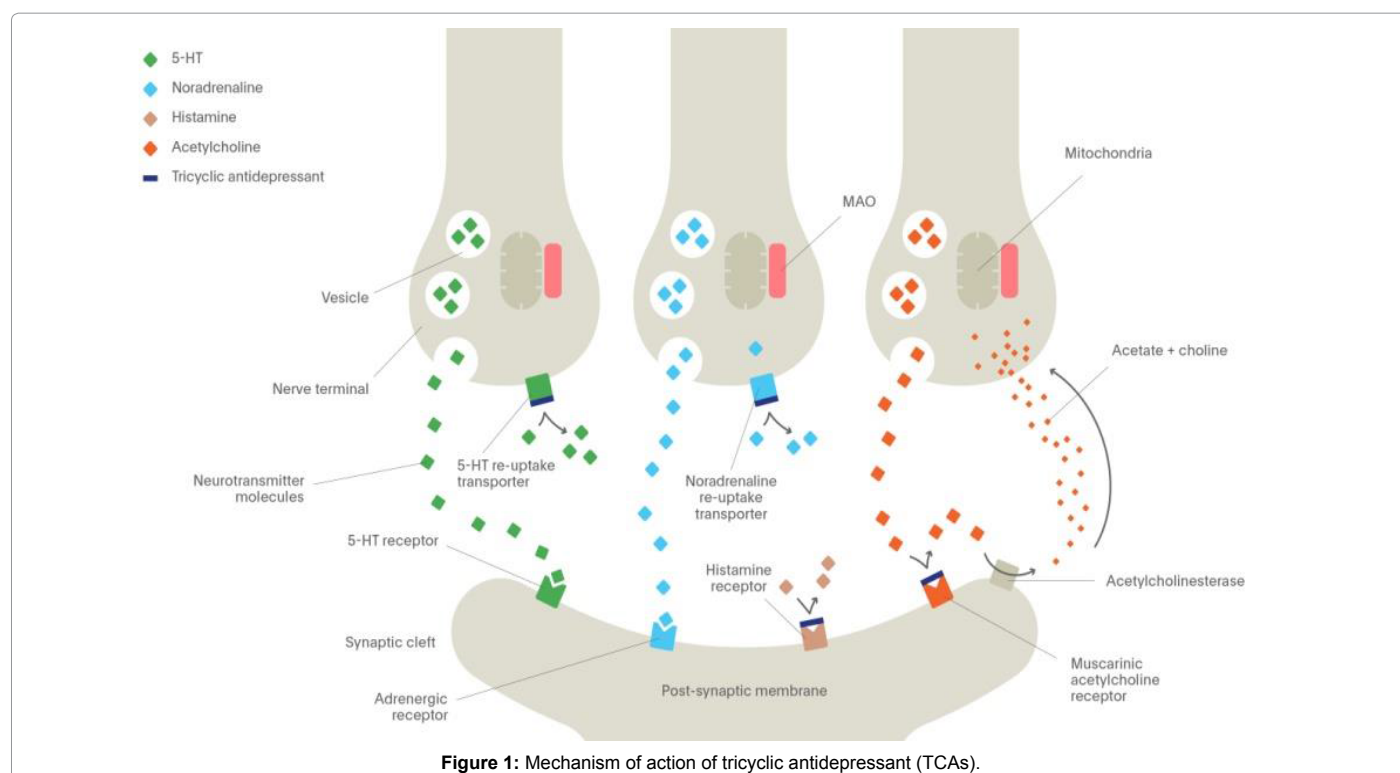 5-HT
Noradrenaline
Histamine
Acetylcholine
Tricyclic antidepressant
Mitochondria
MAO
Vesicle
Nerve terminal
Acetate + choline
Neurotransmitter
molecules
5-HT re-uptake
transporter
Noradrenaline
re-uptake
transporter
5-HT receptor
Histamine
receptor
Acetylcholinesterase
Synaptic cleft
Adrenergic
receptor
Post-synaptic membrane
Muscarinic
acetylcholine
receptor
Figure 1: Mechanism of action of tricyclic antidepressant (TCAs).